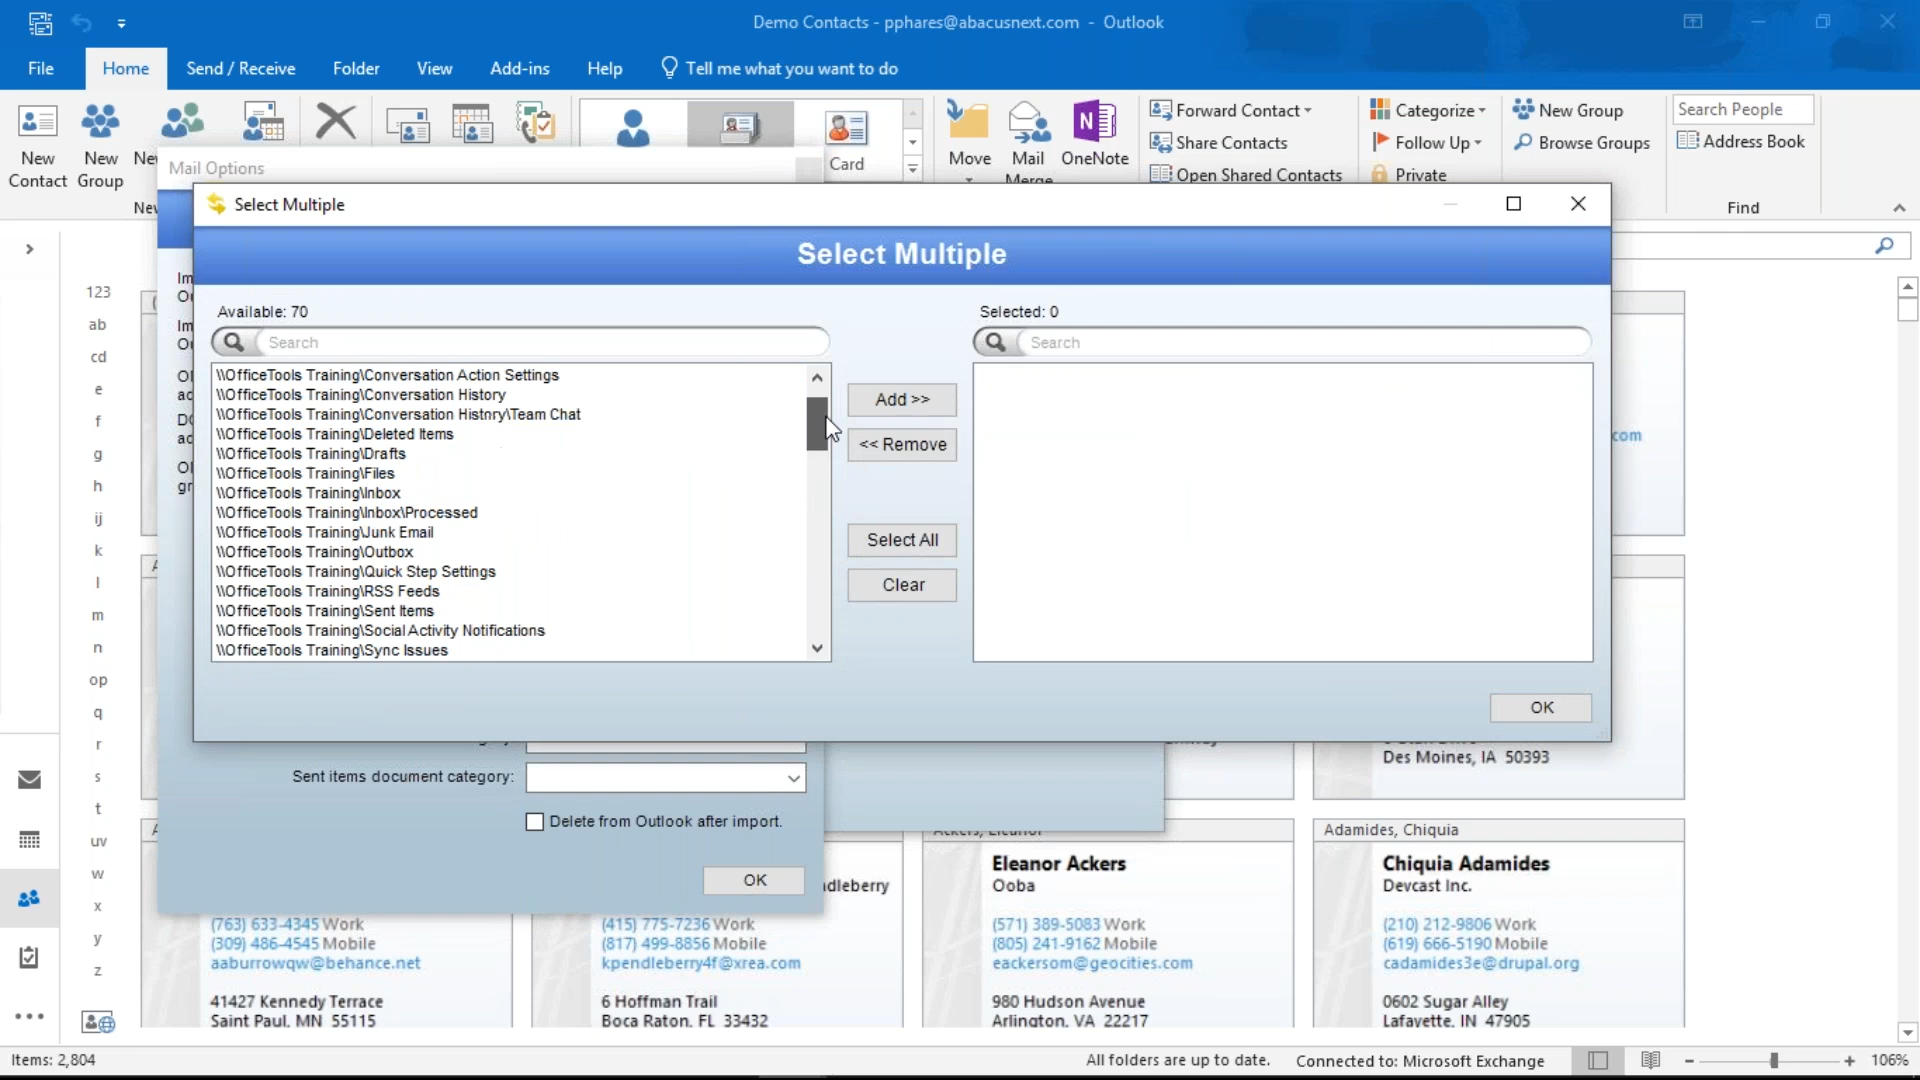 Demo Contacts - pphares@abacusnext.com - Outlook
File
Home
Send / Receive
Folder
View
Add-ins
Help
Tell me what you want to do
New
Contact
New
Group
Ne
New
Card
Move
Mail
Merge
OneNote
Forward Contact
Share Contacts
Open Shared Contacts
Categorize
Follow Up
Private
New Group
Browse Groups
Search People
Address Book
Find
Mail Options
Select Multiple
Select Multiple
Available: 70
Search
\\OfficeTools Training\Conversation Action Settings
\\OfficeTools Training\Conversation History
\\OfficeTools Training\Conversation History\Team Chat
\\OfficeTools Training\Deleted Items
\\OfficeTools Training\Drafts
\\OfficeTools Training\Files
\\OfficeTools Training\Inbox
\\OfficeTools Training\Inbox\Processed
\\OfficeTools Training\Junk Email
\\OfficeTools Training\Outbox
\\OfficeTools Training\Quick Step Settings
\\OfficeTools Training\RSS Feeds
\\OfficeTools Training\Sent Items
\\OfficeTools Training\Social Activity Notifications
\\OfficeTools Training\Sync Issues
Add >>
<< Remove
Select All
Clear
Selected: 0
Search
OK
Im
Im
ac
ad
gr
com
123
ab
cd
e
f
g
h
ij
k
l
m
n
op
q
r
s
t
uv
w
x
y
z
Sent items document category:
Delete from Outlook after import.
OK
Des Moines, IA 50393
(763) 633-4345 Work
(309) 486-4545 Mobile
aaburrowqw@behance.net
41427 Kennedy Terrace
Saint Paul, MN 55115
dleberry
(415) 775-7236 Work
(817) 499-8856 Mobile
kpendleberry4f@xrea.com
6 Hoffman Trail
Boca Raton, FL 33432
Ackers, Eleanor
Eleanor Ackers
Ooba
(571) 389-5083 Work
(805) 241-9162 Mobile
eackersom@geocities.com
980 Hudson Avenue
Arlington, VA 22217
Adamides, Chiquia
Chiquia Adamides
Devcast Inc.
(210) 212-9806 Work
(619) 666-5190 Mobile
cadamides3e@drupal.org
0602 Sugar Alley
Lafayette, IN 47905
Items: 2,804
All folders are up to date.
Connected to: Microsoft Exchange
106%